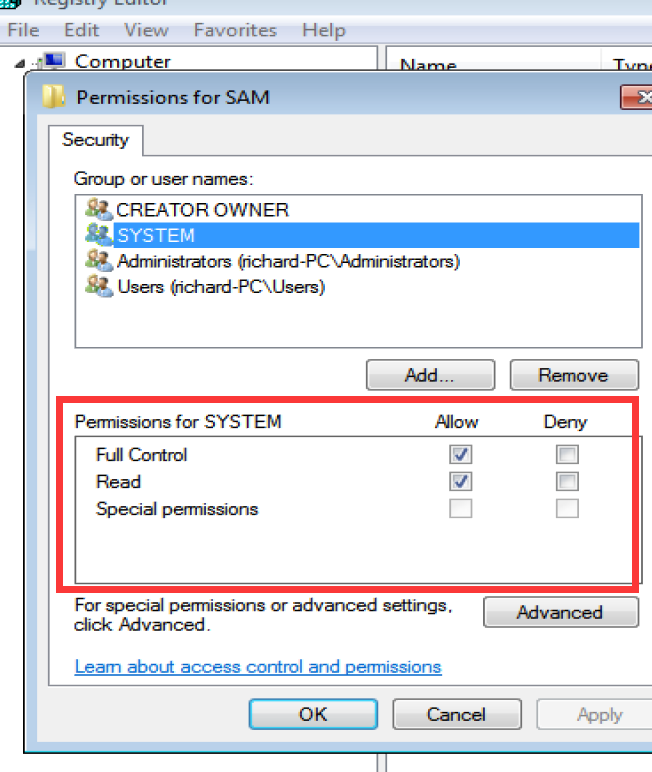 Registry Editor
File Edit View Favorites Help
Computer
Name
Permissions for SAM
Security
Group or user names:
CREATOR OWNER
SYSTEM
Administrators (richard-PC\Administrators)
Users (richard-PC\Users)
Add...
Remove
Permissions for SYSTEM Allow Deny
Full Control
Read
Special permissions
For special permissions or advanced settings,
click Advanced.
Advanced
Learn about access control and permissions
OK Cancel Apply